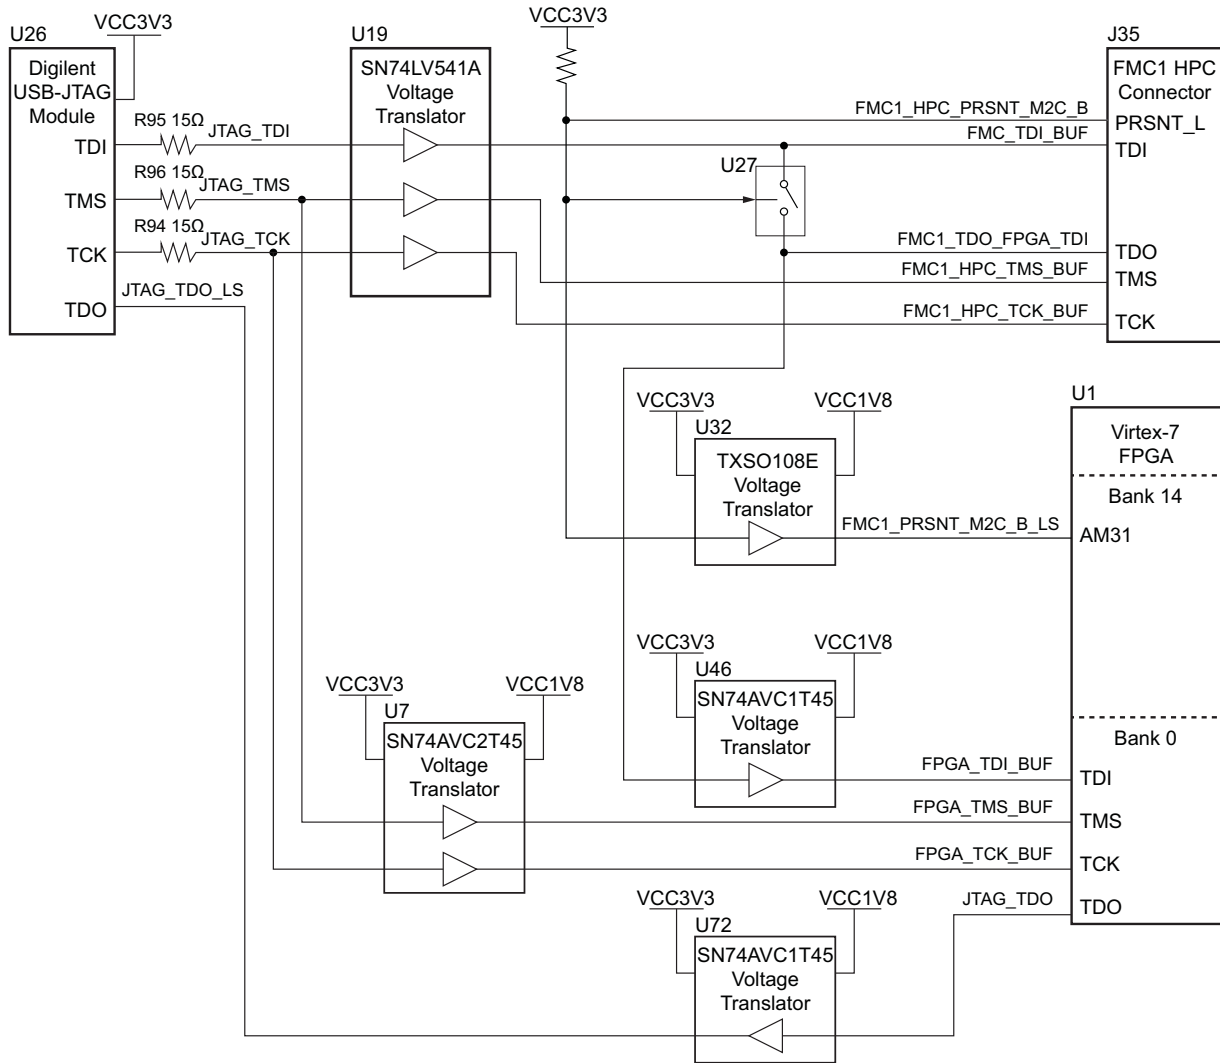 U26
VCC3V3
Digilent
USB-JTAG
Module
TDI
TMS
TCK
TDO
R95 15Ω
JTAG_TDI
R96 15Ω
JTAG_TMS
R94 15Ω
JTAG_TCK
JTAG_TDO_LS
U19
SN74LV541A
Voltage
Translator
VCC3V3
U27
FMC1_HPC_PRSNT_M2C_B
FMC_TDI_BUF
FMC1_TDO_FPGA_TDI
FMC1_HPC_TMS_BUF
FMC1_HPC_TCK_BUF
J35
FMC1 HPC
Connector
PRSNT_L
TDI
TDO
TMS
TCK
VCC3V3
VCC1V8
U32
TXSO108E
Voltage
Translator
FMC1_PRSNT_M2C_B_LS
U1
Virtex-7
FPGA
Bank 14
AM31
Bank 0
TDI
TMS
TCK
TDO
VCC3V3
VCC1V8
U46
SN74AVC1T45
Voltage
Translator
FPGA_TDI_BUF
FPGA_TMS_BUF
FPGA_TCK_BUF
JTAG_TDO
VCC3V3
VCC1V8
U7
SN74AVC2T45
Voltage
Translator
VCC3V3
VCC1V8
U72
SN74AVC1T45
Voltage
Translator